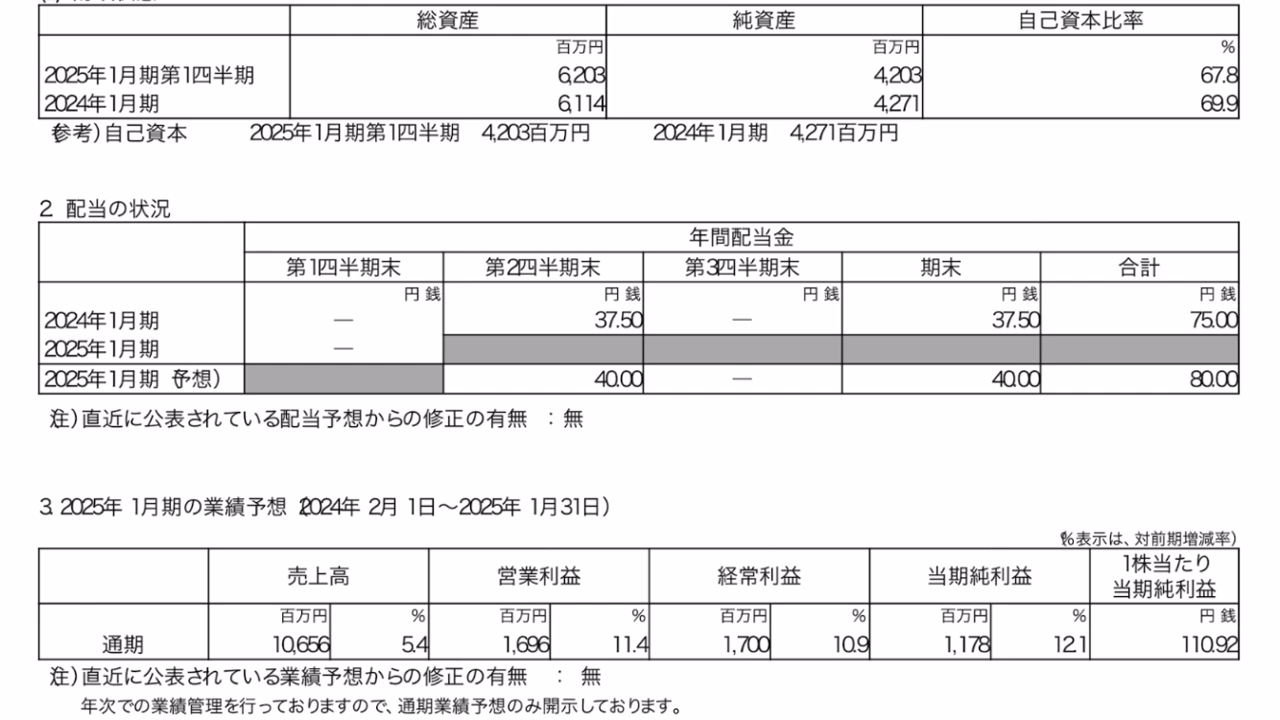 総資産 純資産 自己資本比率
百万円 百万円 %
2025年1月期第1四半期 6,203 4,203 67.8
2024年1月期 6,114 4,271 69.9
(参考)自己資本 2025年1月期第1四半期 4,203百万円 2024年1月期 4,271百万円
2. 配当の状況
年間配当金
第1四半期末 第2四半期末 第3四半期末 期末 合計
円 銭 円 銭 円 銭 円 銭 円 銭
2024年1月期 — 37.50 — 37.50 75.00
2025年1月期 —
2025年1月期(予想) 40.00 — 40.00 80.00
(注)直近に公表されている配当予想からの修正の有無 : 無
3. 2025年 1月期の業績予想(2024年 2月 1日~2025年 1月31日)
(%表示は、対前期増減率)
売上高 営業利益 経常利益 当期純利益 1株当たり
当期純利益
百万円 % 百万円 % 百万円 % 百万円 % 円 銭
通期 10,656 5.4 1,696 11.4 1,700 10.9 1,178 12.1 110.92
(注)直近に公表されている業績予想からの修正の有無 : 無
年次での業績管理を行っておりますので、通期業績予想のみ開示しております。